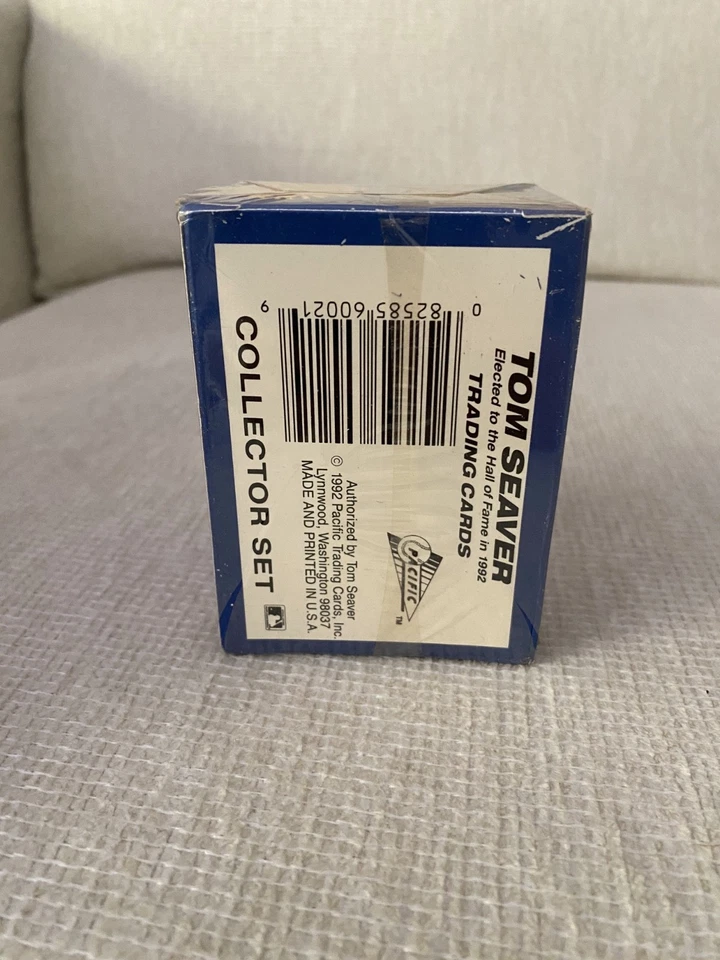 TOM SEAVER
Elected to the Hall of Fame in 1992
TRADING CARDS
PACIFIC
TM
0 82585 60021 9
Authorized by Tom Seaver
© 1992 Pacific Trading Cards, Inc.
Lynnwood, Washington 98037
MADE AND PRINTED IN U.S.A.
COLLECTOR SET